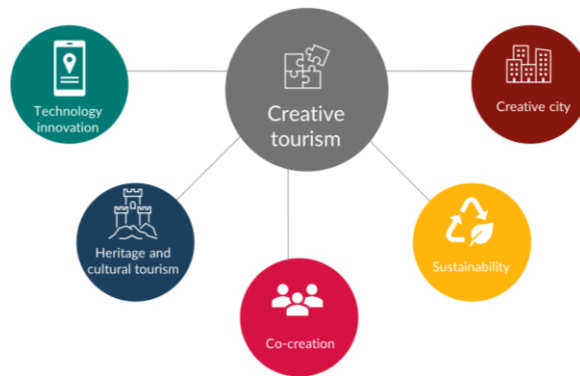 Creative
tourism
Technology
innovation
Creative city
Heritage and
cultural tourism
Sustainability
Co-creation